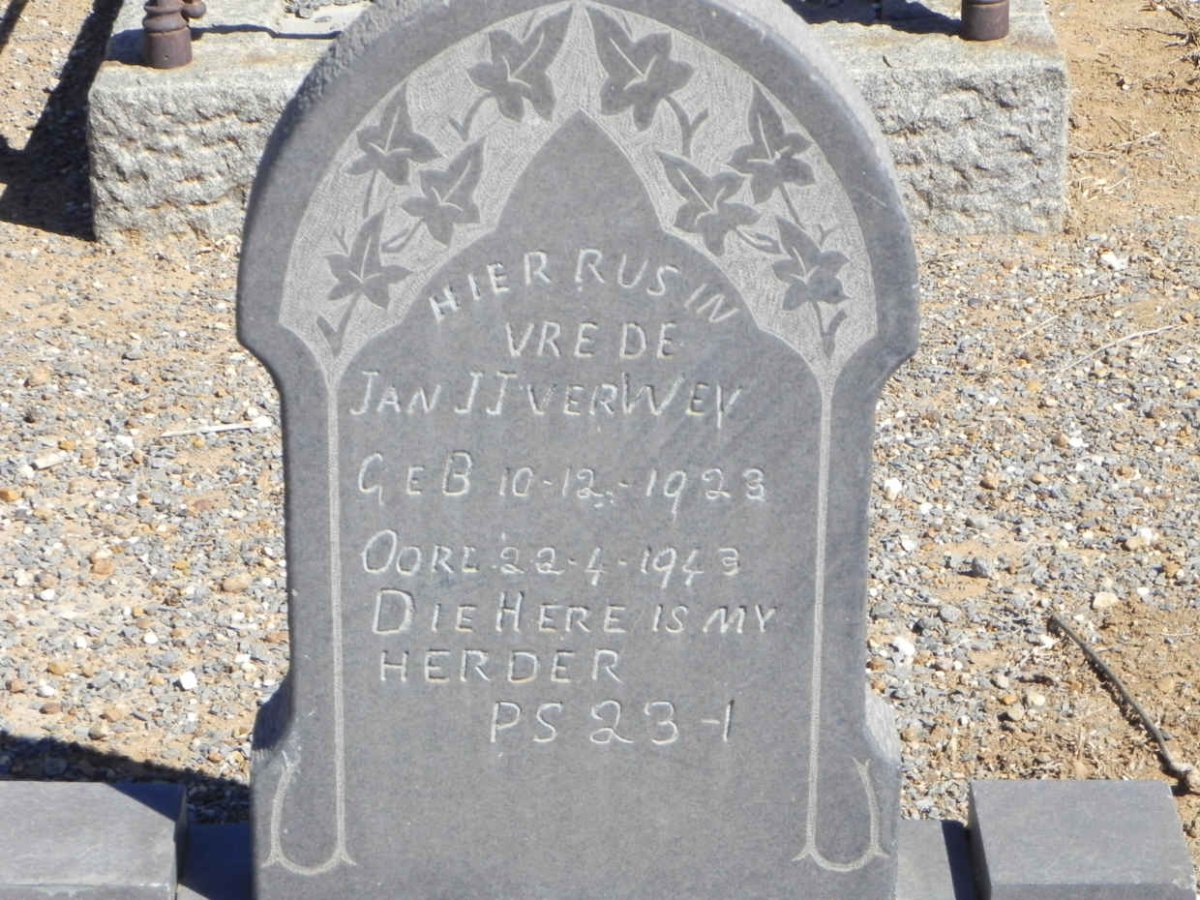 HIER RUS IN
VREDE
JAN JJ VERWEY
GEB 10-12-1923
OORL 22-4-1943
DIE HERE IS MY
HERDER
PS 23-1